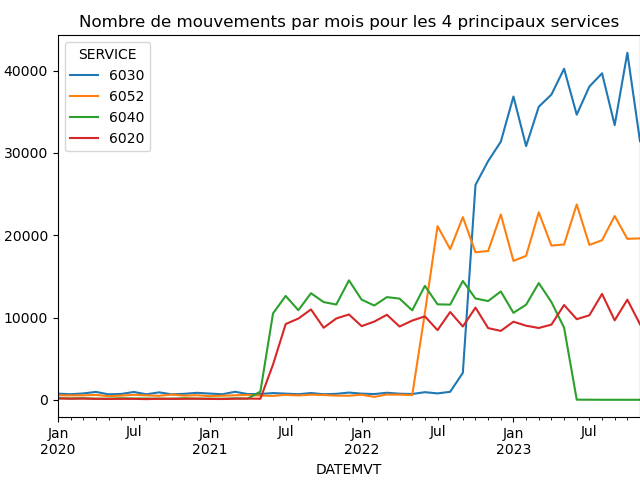 Nombre de mouvements par mois pour les 4 principaux services
SERVICE
6030
6052
6040
6020
40000
30000
20000
10000
0
Jan
2020
Jul
Jan
2021
Jul
Jan
2022
Jul
Jan
2023
Jul
DATEMVT